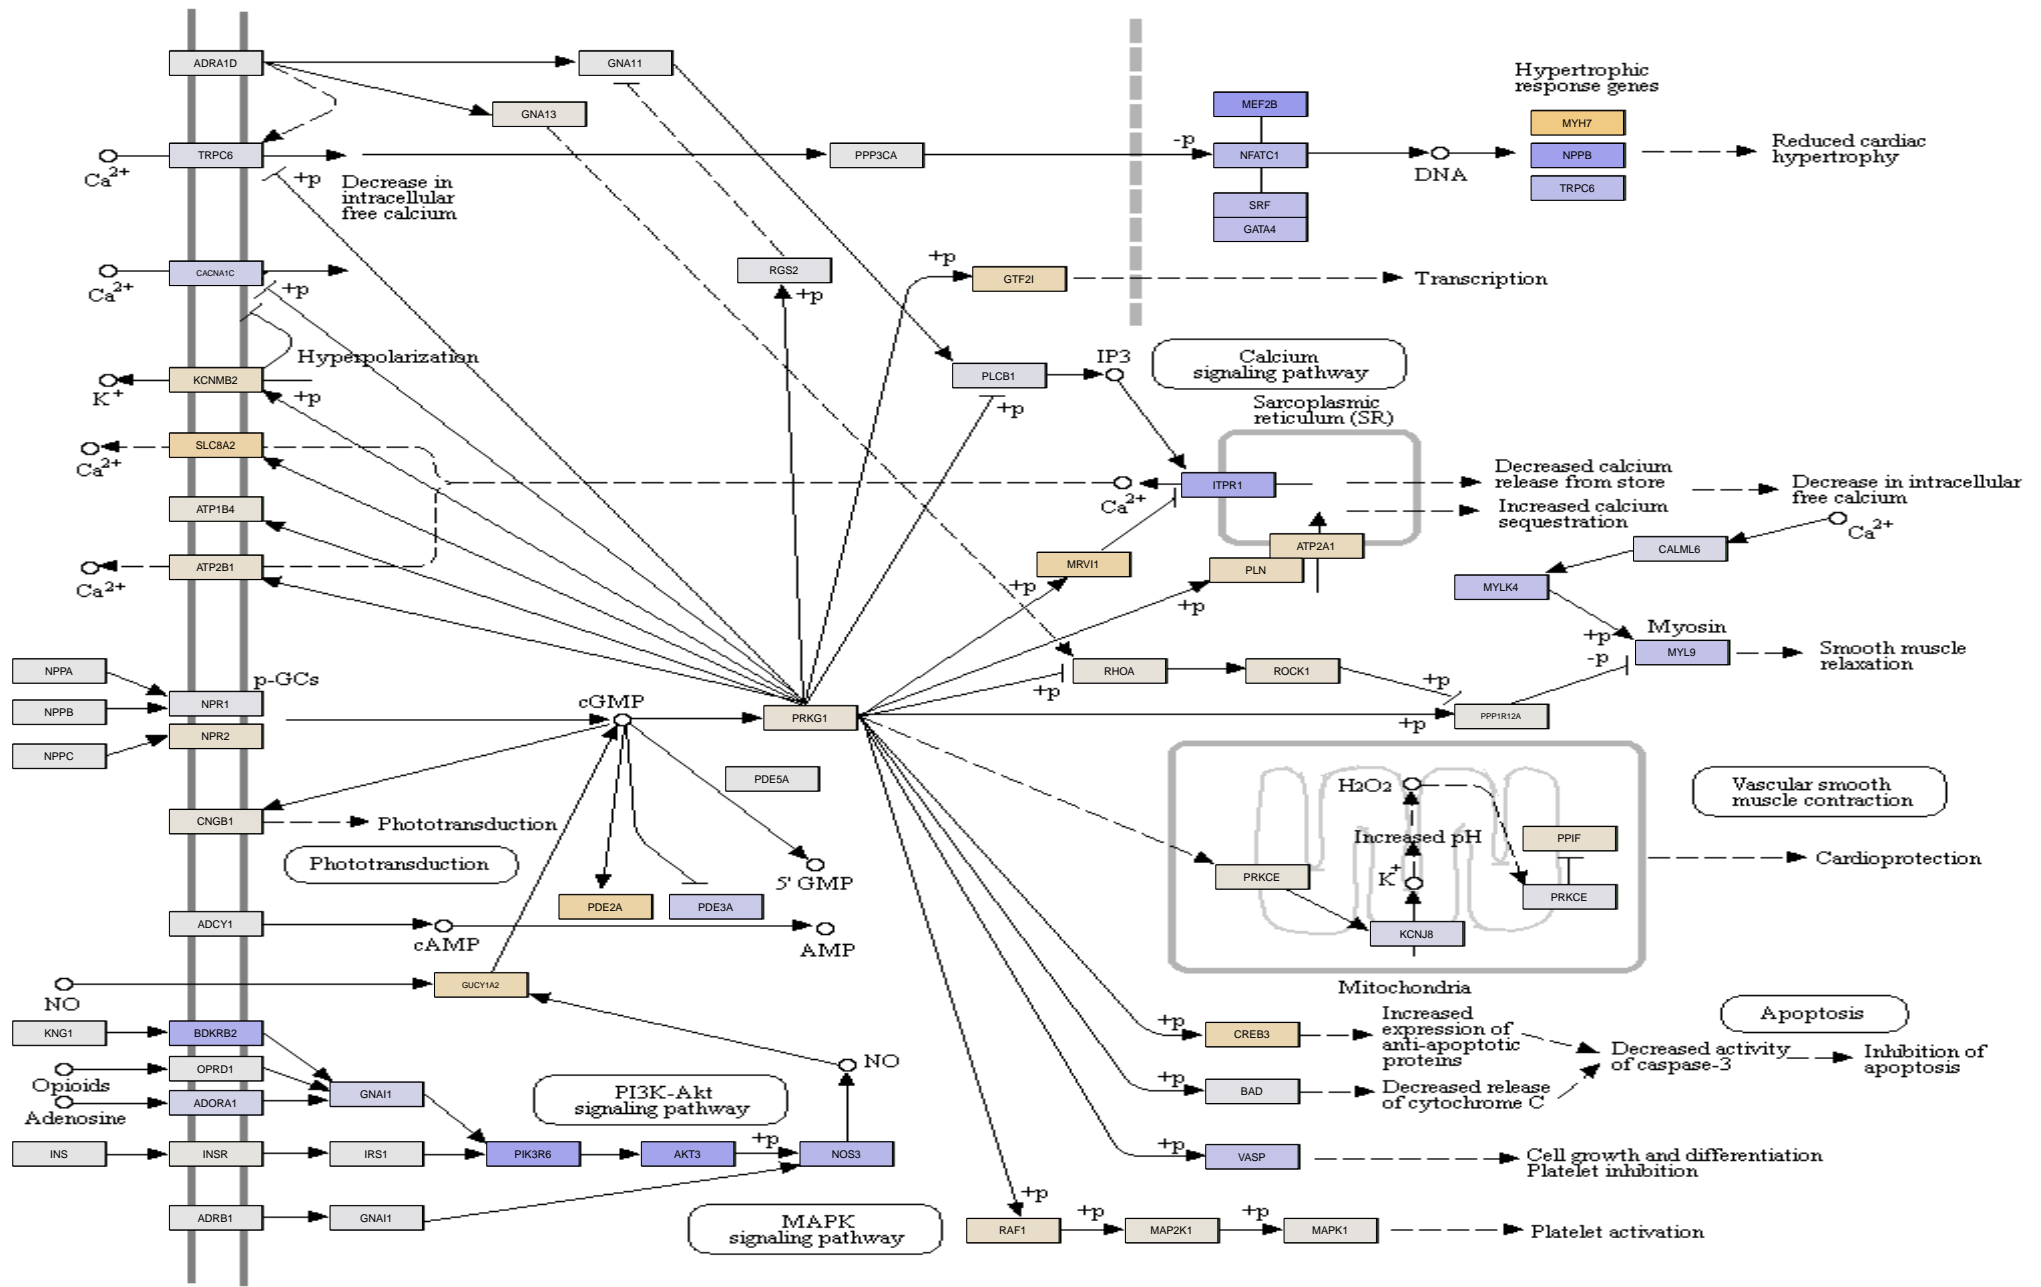 ADRA1D
GNA11
GNA13
TRPC6
Ca2+
+p
Decrease in
intracellular
free calcium
PPP3CA
-p
MEF2B
NFATC1
SRF
GATA4
DNA
Hypertrophic
response genes
MYH7
NPPB
TRPC6
Reduced cardiac
hypertrophy
CACNA1C
Ca2+
+p
RGS2
+p
+p
GTF2I
Transcription
Hyperpolarization
KCNMB2
K+
+p
PLCB1
+p
IP3
Calcium
signaling pathway
Sarcoplasmic
reticulum (SR)
SLC8A2
Ca2+
Ca2+
ITPR1
Decreased calcium
release from store
Increased calcium
sequestration
Decrease in intracellular
free calcium
Ca2+
ATP1B4
ATP2B1
Ca2+
MRVI1
+p
ATP2A1
PLN
+p
CALML6
MYLK4
+p
-p
Myosin
MYL9
Smooth muscle
relaxation
NPPA
NPPB
NPPC
p-GCs
NPR1
NPR2
cGMP
PRKG1
RHOA
+p
ROCK1
+p
+p
PPP1R12A
PDE5A
CNGB1
Phototransduction
Phototransduction
5' GMP
PDE2A
PDE3A
H2O2
Increased pH
K+
PPIF
PRKCE
PRKCE
KCNJ8
Mitochondria
Vascular smooth
muscle contraction
Cardioprotection
ADCY1
cAMP
AMP
NO
GUCY1A2
KNG1
BDKRB2
OPRD1
Opioids
Adenosine
ADORA1
GNAI1
NO
PI3K-Akt
signaling pathway
INS
INSR
IRS1
PIK3R6
AKT3
+p
NOS3
ADRB1
GNAI1
MAPK
signaling pathway
+p
CREB3
Increased
expression of
anti-apoptotic
proteins
+p
BAD
Decreased release
of cytochrome C
Decreased activity
of caspase-3
Apoptosis
Inhibition of
apoptosis
+p
VASP
Cell growth and differentiation
Platelet inhibition
+p
RAF1
+p
MAP2K1
+p
MAPK1
Platelet activation